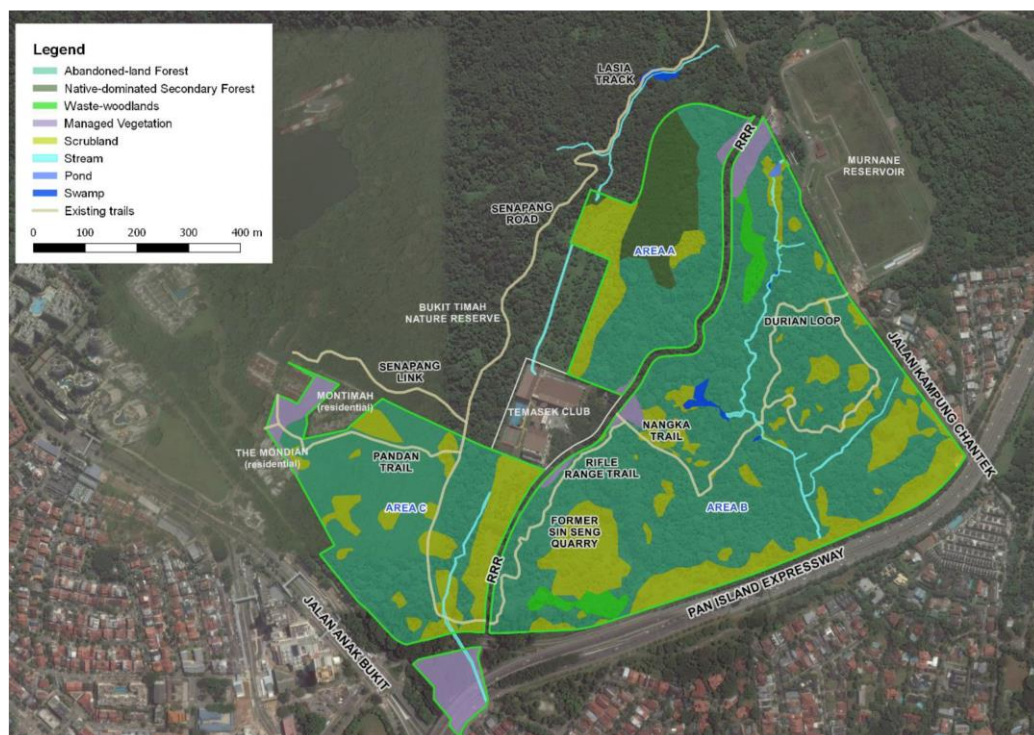 Legend
Abandoned-land Forest
Native-dominated Secondary Forest
Waste-woodlands
Managed Vegetation
Scrubland
Stream
Pond
Swamp
Existing trails
0 100 200 300 400 m
LASIA
TRACK
RRR
MURNANE
RESERVOIR
SENAPANG
ROAD
AREA A
BUKIT TIMAH
NATURE RESERVE
DURIAN LOOP
JALAN KAMPUNG CHANTEK
SENAPANG
LINK
MONTIMAH
(residential)
TEMASEK CLUB
NANGKA
TRAIL
THE MONDIAN
(residential)
PANDAN
TRAIL
RIFLE
RANGE TRAIL
AREA C
AREA B
FORMER
SIN SENG
QUARRY
RRR
PAN ISLAND EXPRESSWAY
JALAN ANAK BUKIT